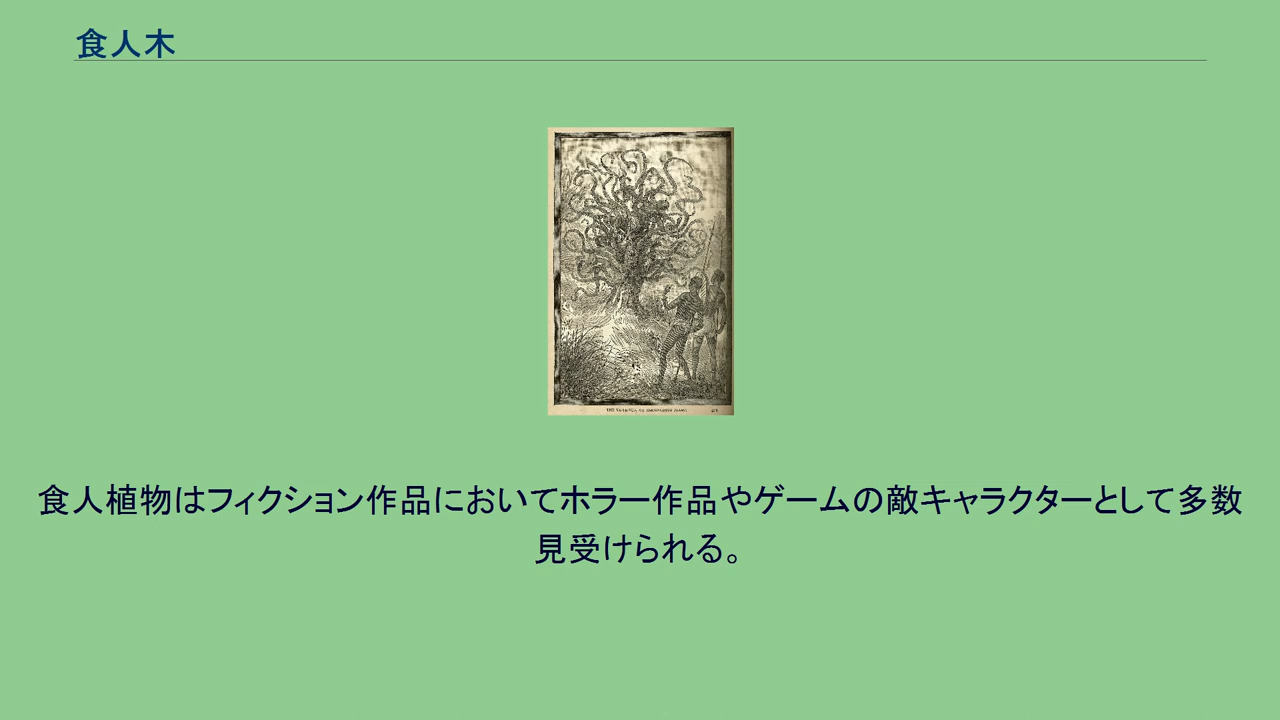 食人木
食人植物はフィクション作品においてホラー作品やゲームの敵キャラクターとして多数
見受けられる。